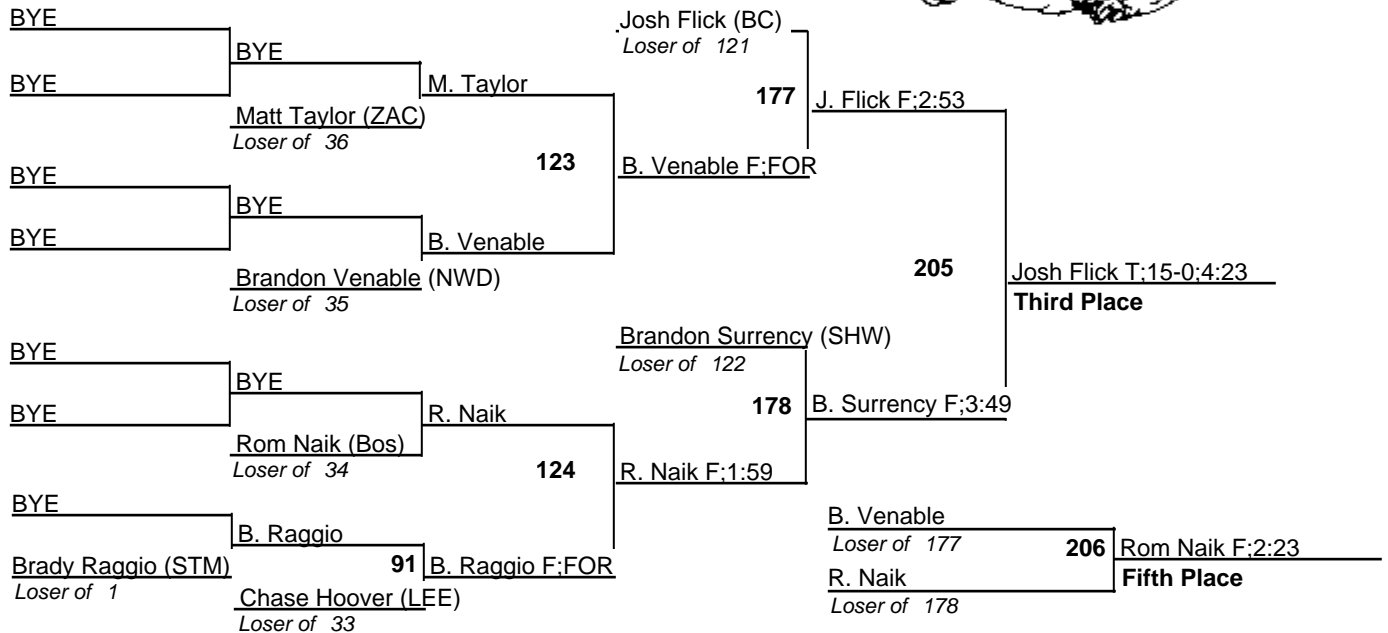 BYE
BYE
BYE
Matt Taylor (ZAC)
Loser of 36
M. Taylor
123
BYE
BYE
BYE
Brandon Venable (NWD)
Loser of 35
B. Venable
B. Venable F;FOR
Josh Flick (BC)
Loser of 121
177
J. Flick F;2:53
205
Josh Flick T;15-0;4:23
Third Place
BYE
BYE
BYE
Rom Naik (Bos)
Loser of 34
R. Naik
124
BYE
Brady Raggio (STM)
Loser of 1
B. Raggio
91
Chase Hoover (LEE)
Loser of 33
B. Raggio F;FOR
R. Naik F;1:59
Brandon Surrency (SHW)
Loser of 122
178
B. Surrency F;3:49
B. Venable
Loser of 177
206
R. Naik
Loser of 178
Rom Naik F;2:23
Fifth Place